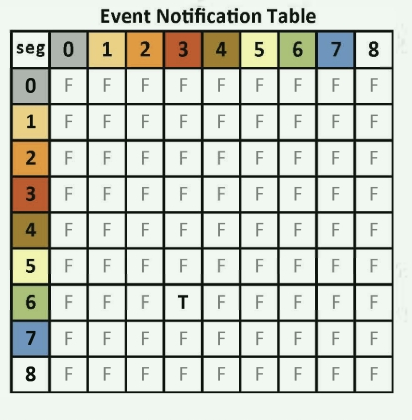 Event Notification Table
seg 0 1 2 3 4 5 6 7 8
0 F F F F F F F F F
1 F F F F F F F F F
2 F F F F F F F F F
3 F F F F F F F F F
4 F F F F F F F F F
5 F F F F F F F F F
6 F F F T F F F F F
7 F F F F F F F F F
8 F F F F F F F F F